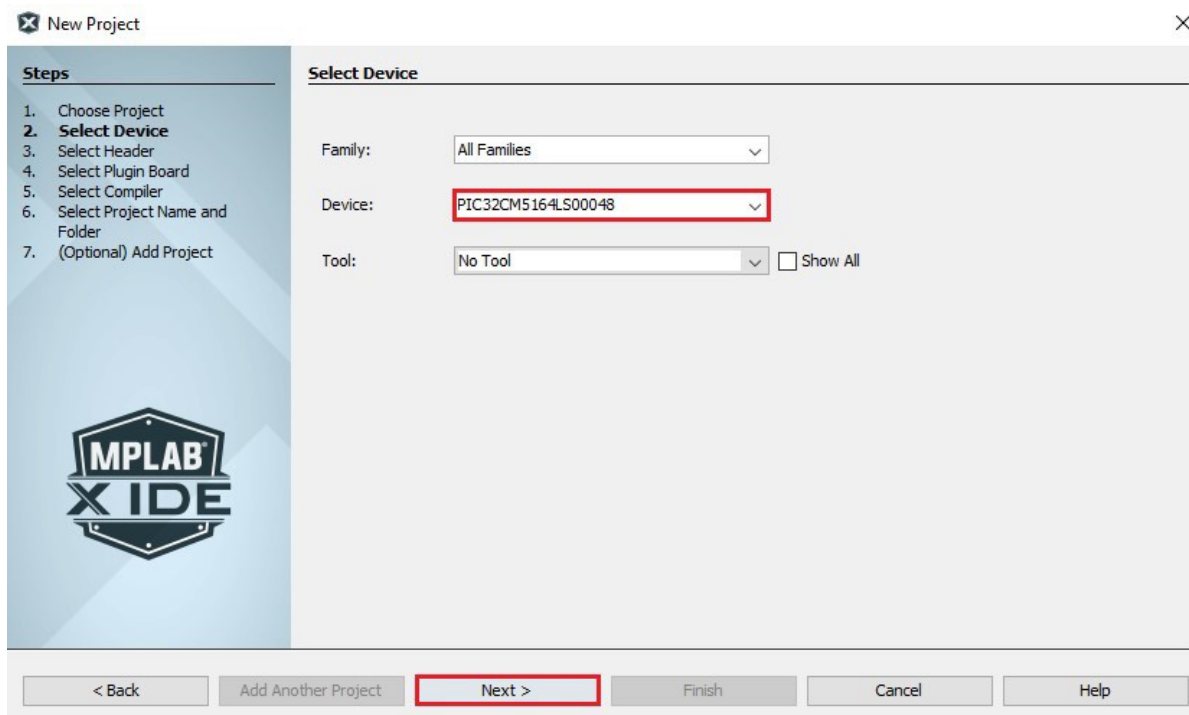 New Project
Steps
1. Choose Project
2. Select Device
3. Select Header
4. Select Plugin Board
5. Select Compiler
6. Select Project Name and
Folder
7. (Optional) Add Project
MPLAB®
X IDE
Select Device
Family: All Families
Device: PIC32CM5164LS00048
Tool: No Tool Show All
< Back Add Another Project Next > Finish Cancel Help